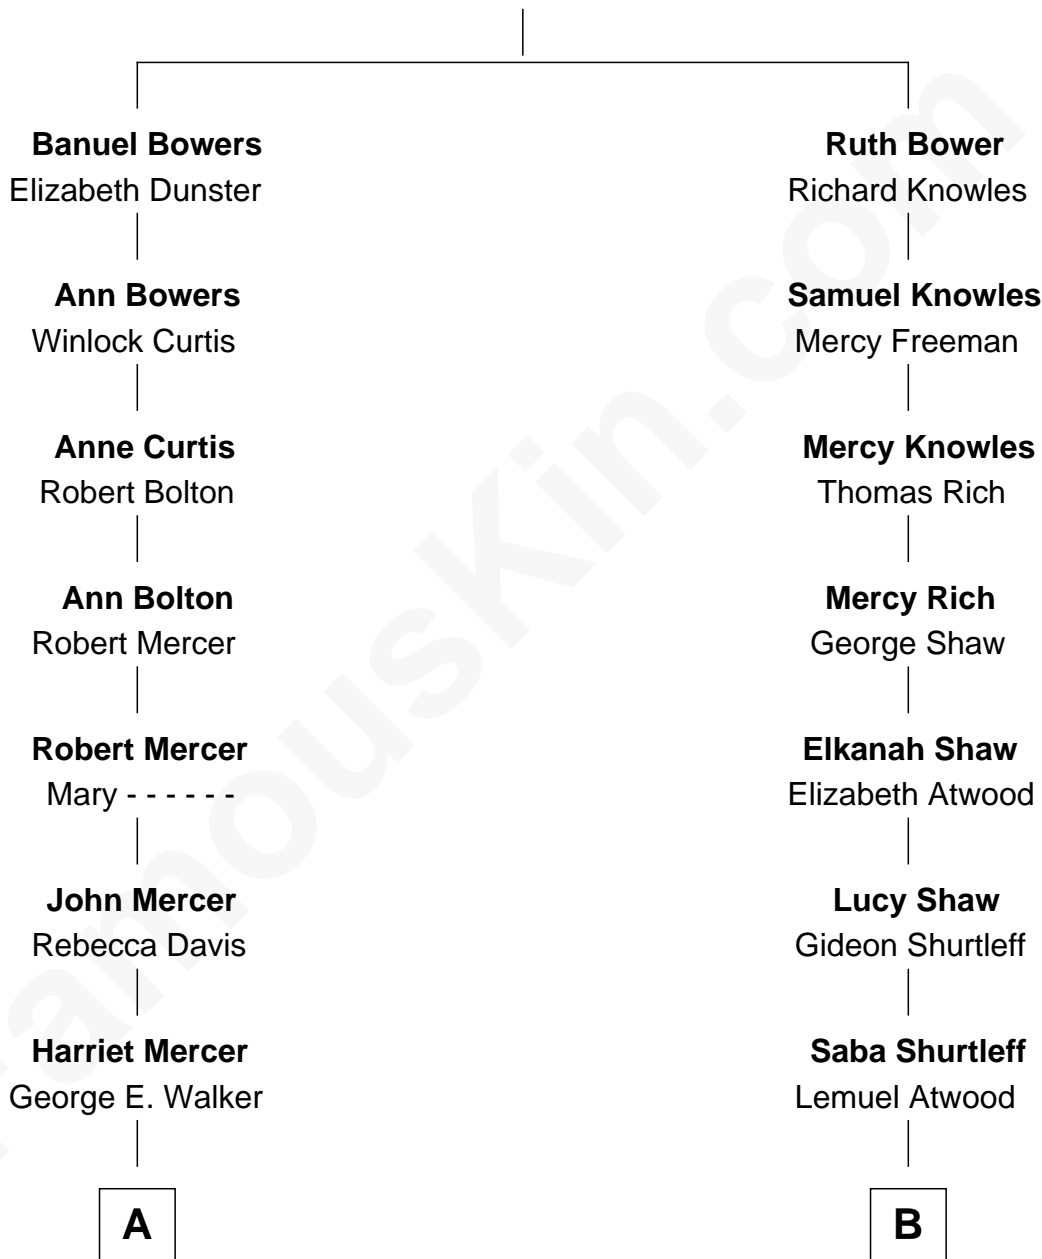 Banuel Bowers
Elizabeth Dunster
Ann Bowers
Winlock Curtis
Anne Curtis
Robert Bolton
Ann Bolton
Robert Mercer
Robert Mercer
Mary - - - - - -
John Mercer
Rebecca Davis
Harriet Mercer
George E. Walker
A
Ruth Bower
Richard Knowles
Samuel Knowles
Mercy Freeman
Mercy Knowles
Thomas Rich
Mercy Rich
George Shaw
Elkanah Shaw
Elizabeth Atwood
Lucy Shaw
Gideon Shurtleff
Saba Shurtleff
Lemuel Atwood
B
FamousKin.com